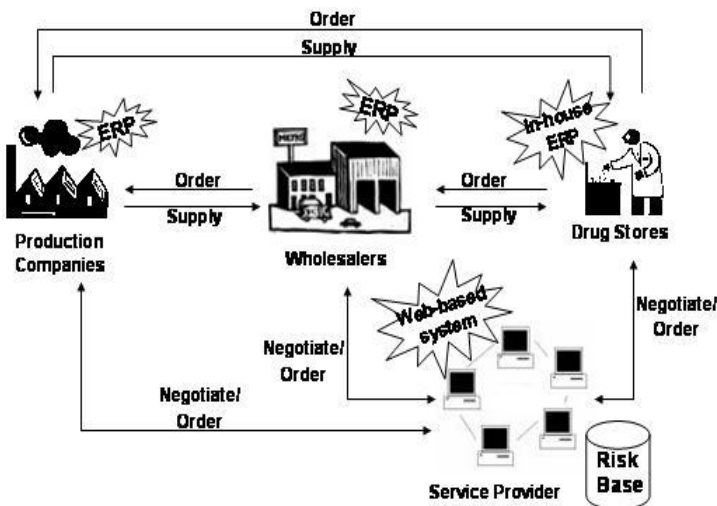 Order
Supply
ERP
ERP
In-house
ERP
METRO
Order
Supply
Order
Supply
Production
Companies
Wholesalers
Drug Stores
Web-based
system
Negotiate/
Order
Negotiate/
Order
Negotiate/
Order
Risk
Base
Service Provider